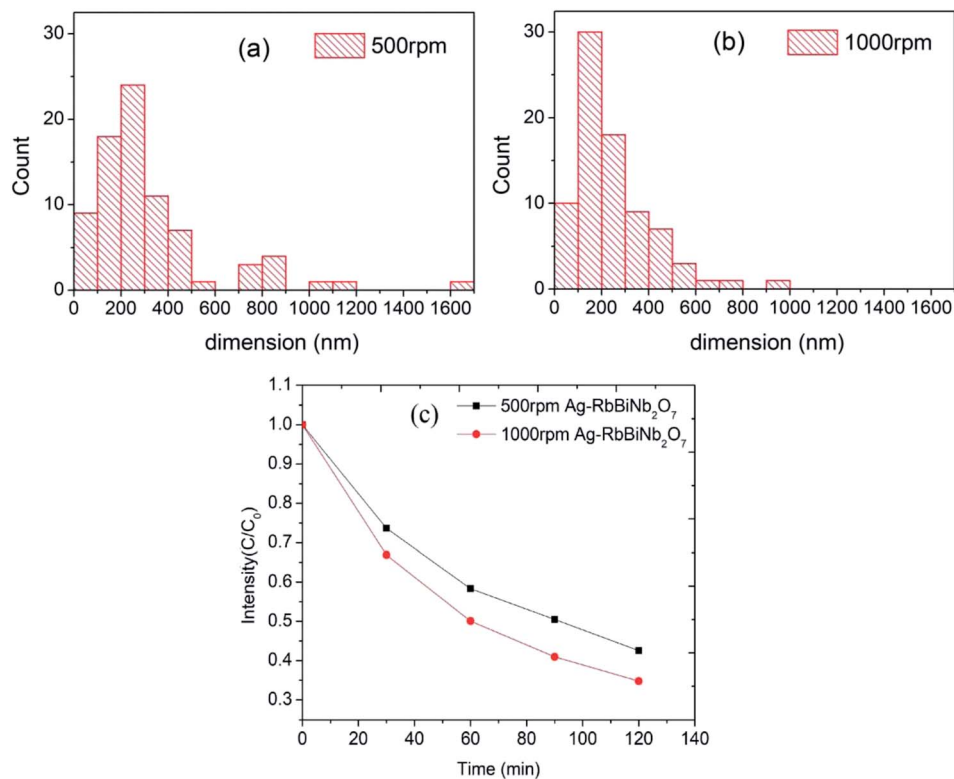 (a)
500rpm
30
20
10
0
Count
0 200 400 600 800 1000 1200 1400 1600
dimension (nm)
(b)
1000rpm
30
20
10
0
Count
0 200 400 600 800 1000 1200 1400 1600
dimension (nm)
(c)
500rpm Ag-RbBiNb₂O₇
1000rpm Ag-RbBiNb₂O₇
1.1
1.0
0.9
0.8
0.7
0.6
0.5
0.4
0.3
Intensity(C/C₀)
0 20 40 60 80 100 120 140
Time (min)